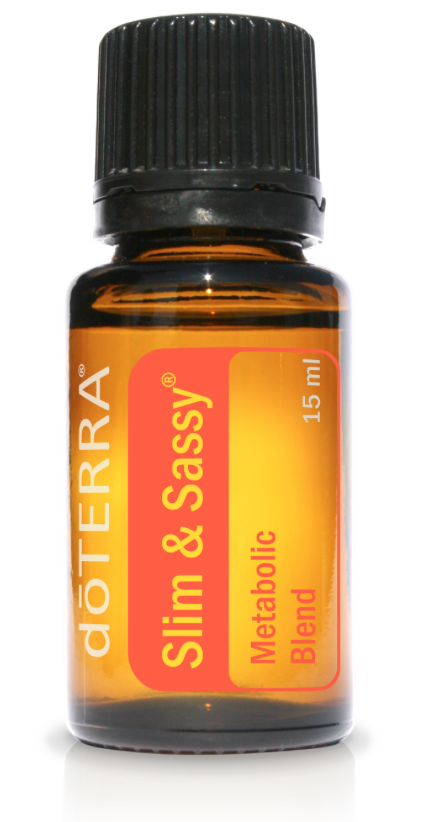 dōTERRA®
Slim & Sassy®
Metabolic
Blend
15 ml